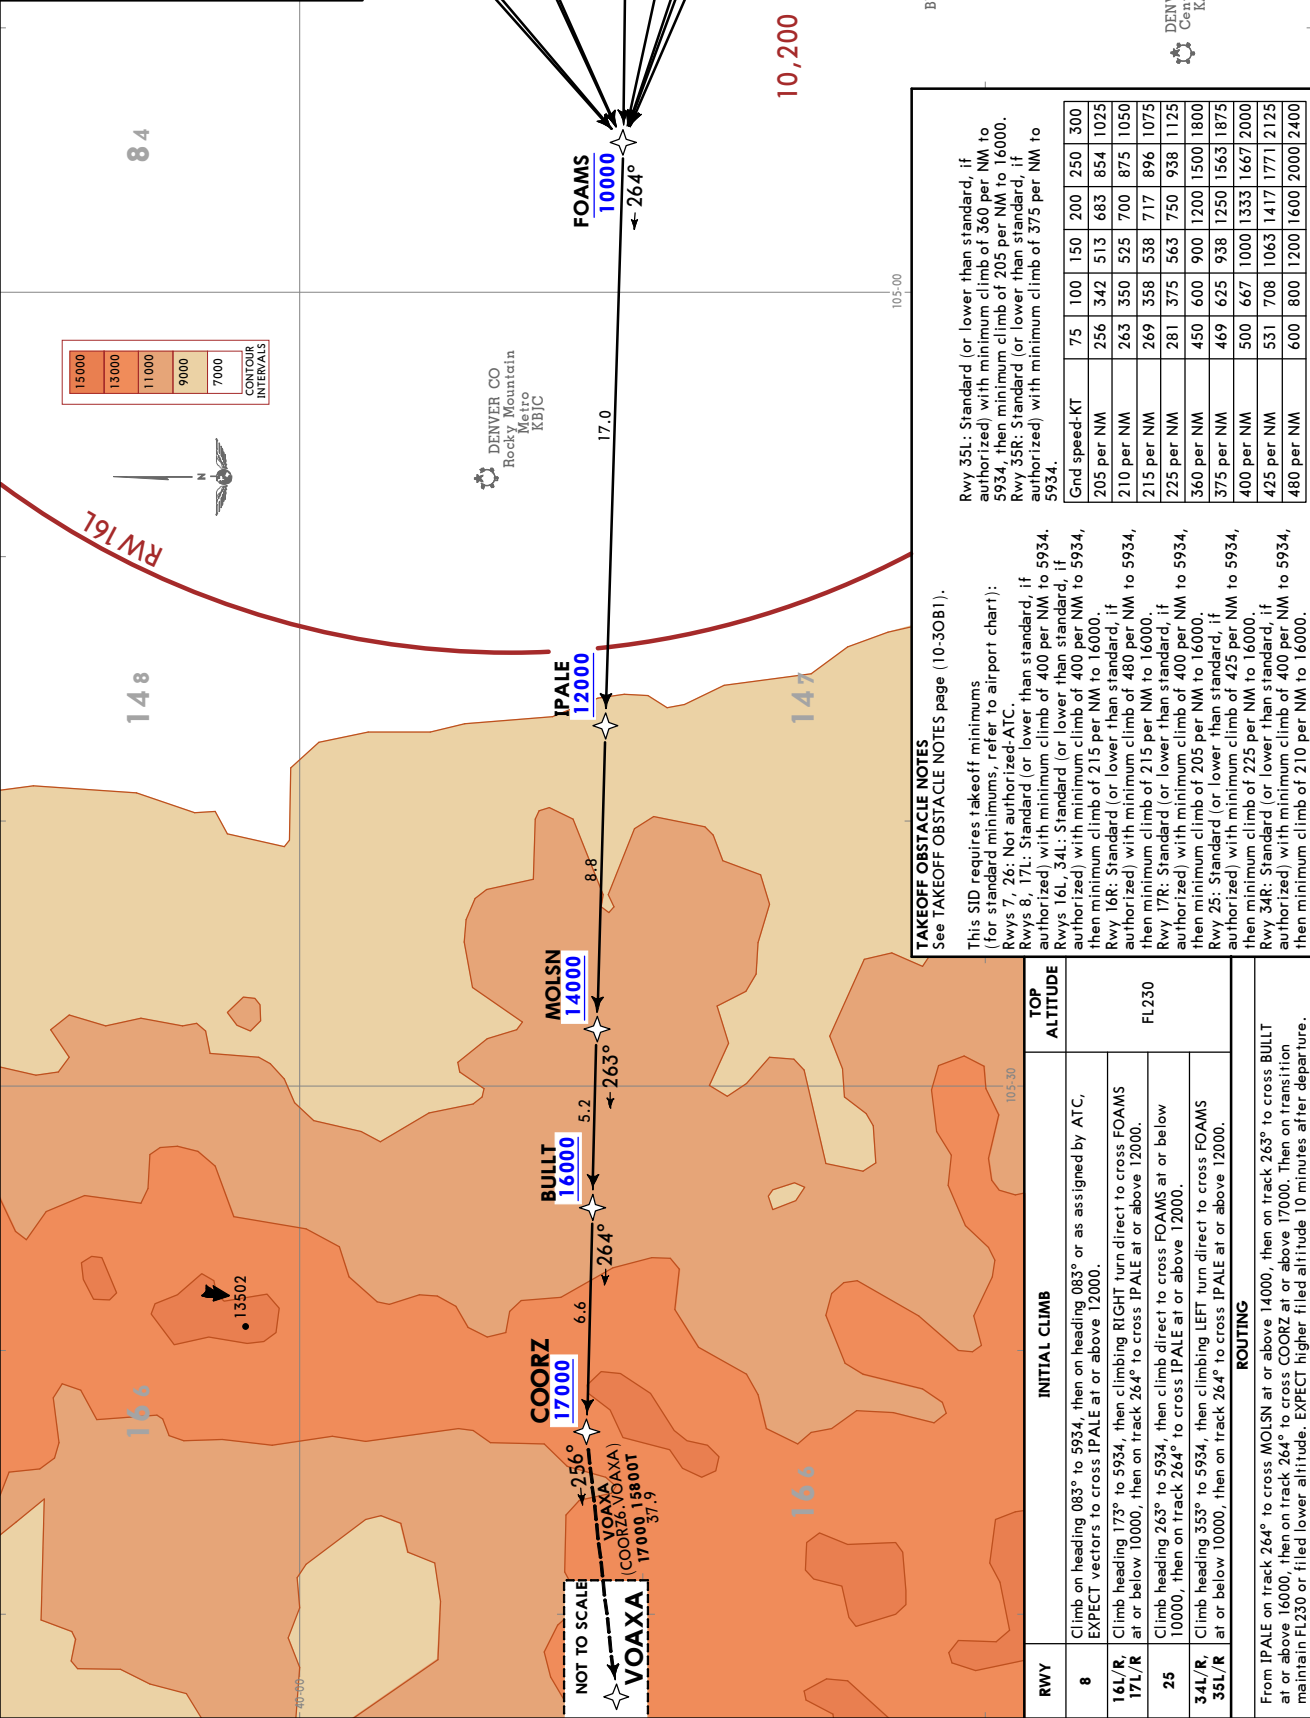 84
148
147
166
166
10,200
RW16L
15000
13000
11000
9000
7000
CONTOUR
INTERVALS
N
DENVER CO
Rocky Mountain
Metro
KBJC
FOAMS
10000
264°
17.0
IPALE
12000
8.8
MOLSN
14000
263°
5.2
BULLT
16000
264°
6.6
COORZ
17000
256°
VOAXA
(COORZ6.VOAXA)
17000 15800T
37.9
NOT TO SCALE
VOAXA
13502
40-00
105-00
105-30
TAKEOFF OBSTACLE NOTES
See TAKEOFF OBSTACLE NOTES page (10-3OB1).
This SID requires takeoff minimums
(for standard minimums, refer to airport chart):
Rwys 7, 26: Not authorized-ATC.
Rwys 8, 17L: Standard (or lower than standard, if
authorized) with minimum climb of 400 per NM to 5934.
Rwys 16L, 34L: Standard (or lower than standard, if
authorized) with minimum climb of 400 per NM to 5934,
then minimum climb of 215 per NM to 16000.
Rwy 16R: Standard (or lower than standard, if
authorized) with minimum climb of 480 per NM to 5934,
then minimum climb of 215 per NM to 16000.
Rwy 17R: Standard (or lower than standard, if
authorized) with minimum climb of 400 per NM to 5934,
then minimum climb of 205 per NM to 16000.
Rwy 25: Standard (or lower than standard, if
authorized) with minimum climb of 425 per NM to 5934,
then minimum climb of 225 per NM to 16000.
Rwy 34R: Standard (or lower than standard, if
authorized) with minimum climb of 400 per NM to 5934,
then minimum climb of 210 per NM to 16000.
Rwy 35L: Standard (or lower than standard, if
authorized) with minimum climb of 360 per NM to
5934, then minimum climb of 205 per NM to 16000.
Rwy 35R: Standard (or lower than standard, if
authorized) with minimum climb of 375 per NM to
5934.
Gnd speed-KT 75 100 150 200 250 300
205 per NM 256 342 513 683 854 1025
210 per NM 263 350 525 700 875 1050
215 per NM 269 358 538 717 896 1075
225 per NM 281 375 563 750 938 1125
360 per NM 450 600 900 1200 1500 1800
375 per NM 469 625 938 1250 1563 1875
400 per NM 500 667 1000 1333 1667 2000
425 per NM 531 708 1063 1417 1771 2125
480 per NM 600 800 1200 1600 2000 2400
RWY INITIAL CLIMB TOP
ALTITUDE
8 Climb on heading 083° to 5934, then on heading 083° or as assigned by ATC,
EXPECT vectors to cross IPALE at or above 12000.
16L/R, Climb heading 173° to 5934, then climbing RIGHT turn direct to cross FOAMS
17L/R at or below 10000, then on track 264° to cross IPALE at or above 12000.
25 Climb heading 263° to 5934, then climb direct to cross FOAMS at or below
10000, then on track 264° to cross IPALE at or above 12000.
34L/R, Climb heading 353° to 5934, then climbing LEFT turn direct to cross FOAMS
35L/R at or below 10000, then on track 264° to cross IPALE at or above 12000.
FL230
ROUTING
From IPALE on track 264° to cross MOLSN at or above 14000, then on track 263° to cross BULLT
at or above 16000, then on track 264° to cross COORZ at or above 17000. Then on transition
maintain FL230 or filed lower altitude. EXPECT higher filed altitude 10 minutes after departure.